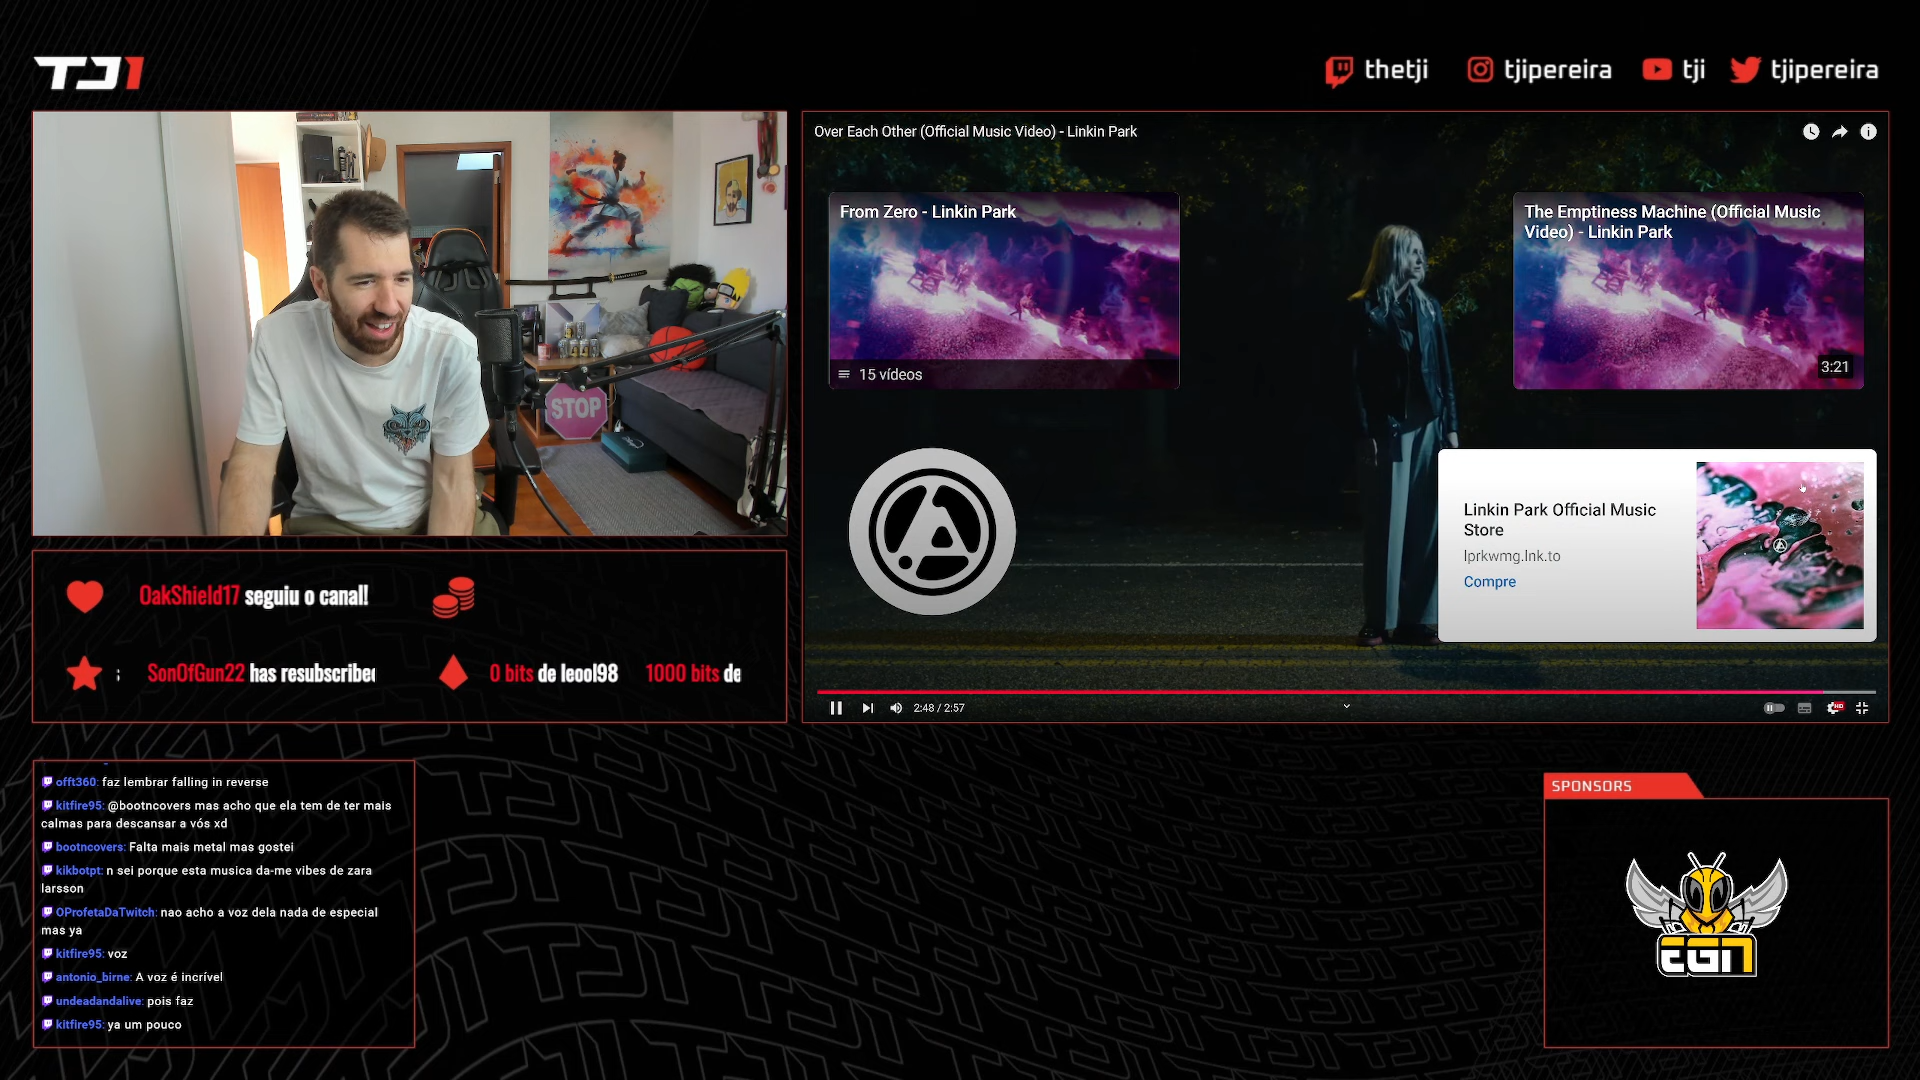 TJ1
thetji
tjipereira
tji
tjipereira
Over Each Other (Official Music Video) - Linkin Park
From Zero - Linkin Park
15 vídeos
The Emptiness Machine (Official Music
Video) - Linkin Park
3:21
STOP
Linkin Park Official Music
Store
lprkwmg.lnk.to
Compre
2:48 / 2:57
HD
OakShield17 seguiu o canal!
SonOfGun22 has resubscribed
0 bits de leool98
1000 bits de
offt360: faz lembrar falling in reverse
kitfire95: @bootncovers mas acho que ela tem de ter mais
calmas para descansar a vós xd
bootncovers: Falta mais metal mas gostei
kikbotpt: n sei porque esta musica da-me vibes de zara
larsson
OProfetaDaTwitch: nao acho a voz dela nada de especial
mas ya
kitfire95: voz
antonio_birne: A voz é incrível
undeadandalive: pois faz
kitfire95: ya um pouco
SPONSORS
EGN